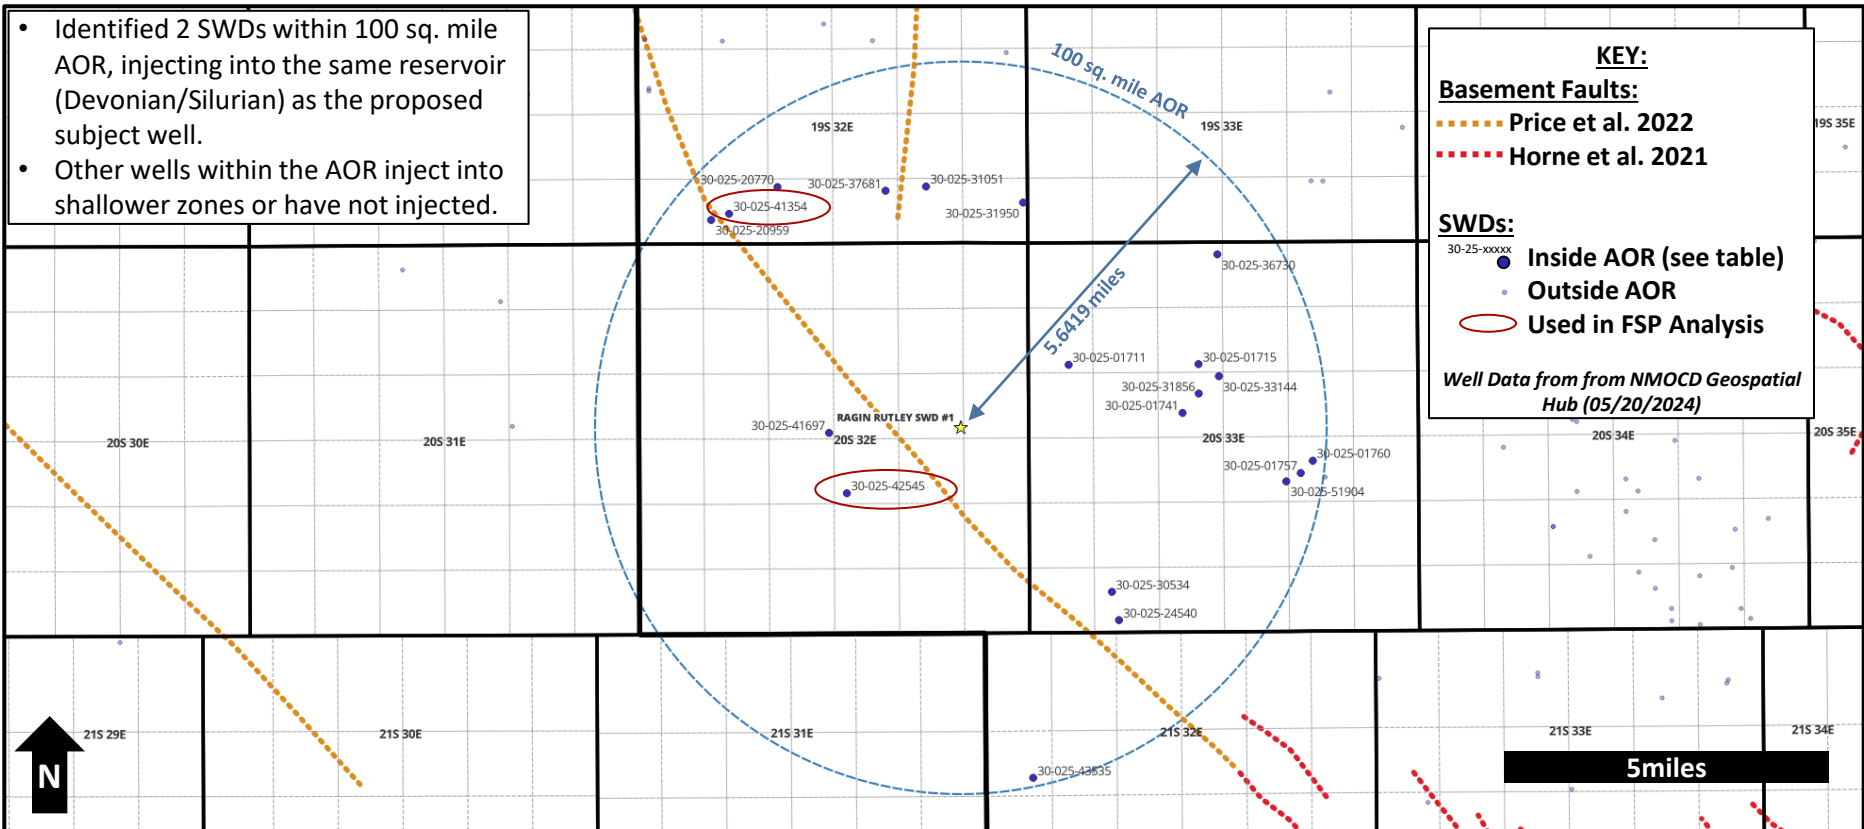 • Identified 2 SWDs within 100 sq. mile
AOR, injecting into the same reservoir
(Devonian/Silurian) as the proposed
subject well.
• Other wells within the AOR inject into
shallower zones or have not injected.
KEY:
Basement Faults:
Price et al. 2022
Horne et al. 2021
SWDs:
30-25-xxxxx
Inside AOR (see table)
Outside AOR
Used in FSP Analysis
Well Data from from NMOCD Geospatial
Hub (05/20/2024)
100 sq. mile AOR
19S 32E
19S 33E
19S 35E
30-025-20770
30-025-37681
30-025-31051
30-025-41354
30-025-31950
30-025-20959
30-025-36730
5.6419 miles
30-025-01711
30-025-01715
30-025-31856
30-025-33144
30-025-01741
RAGIN RUTLEY SWD #1
30-025-41697
20S 30E
20S 31E
20S 32E
20S 33E
20S 34E
20S 35E
30-025-01760
30-025-01757
30-025-42545
30-025-51904
30-025-30534
30-025-24540
21S 29E
21S 30E
21S 31E
21S 32E
21S 33E
21S 34E
30-025-43535
N
5miles